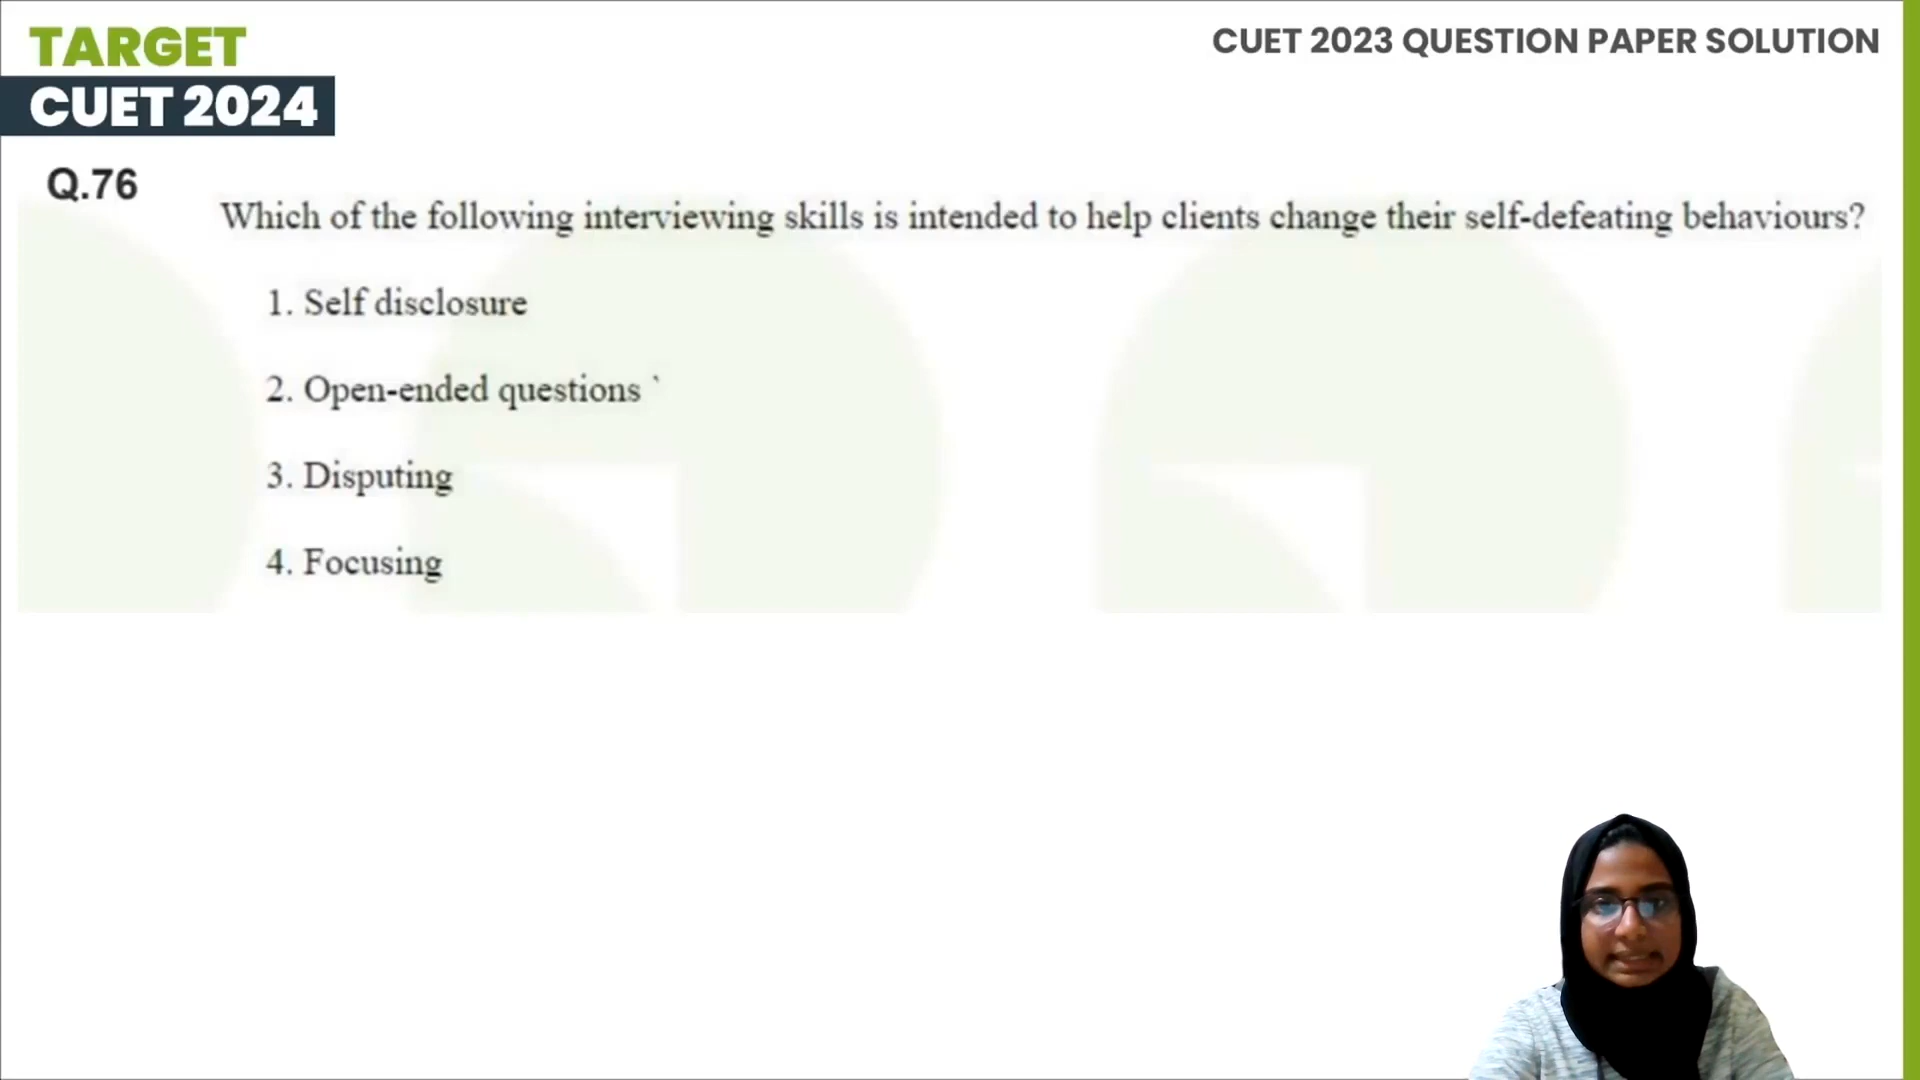 TARGET
CUET 2024
CUET 2023 QUESTION PAPER SOLUTION
Q.76
Which of the following interviewing skills is intended to help clients change their self-defeating behaviours?
1. Self disclosure
2. Open-ended questions `
3. Disputing
4. Focusing